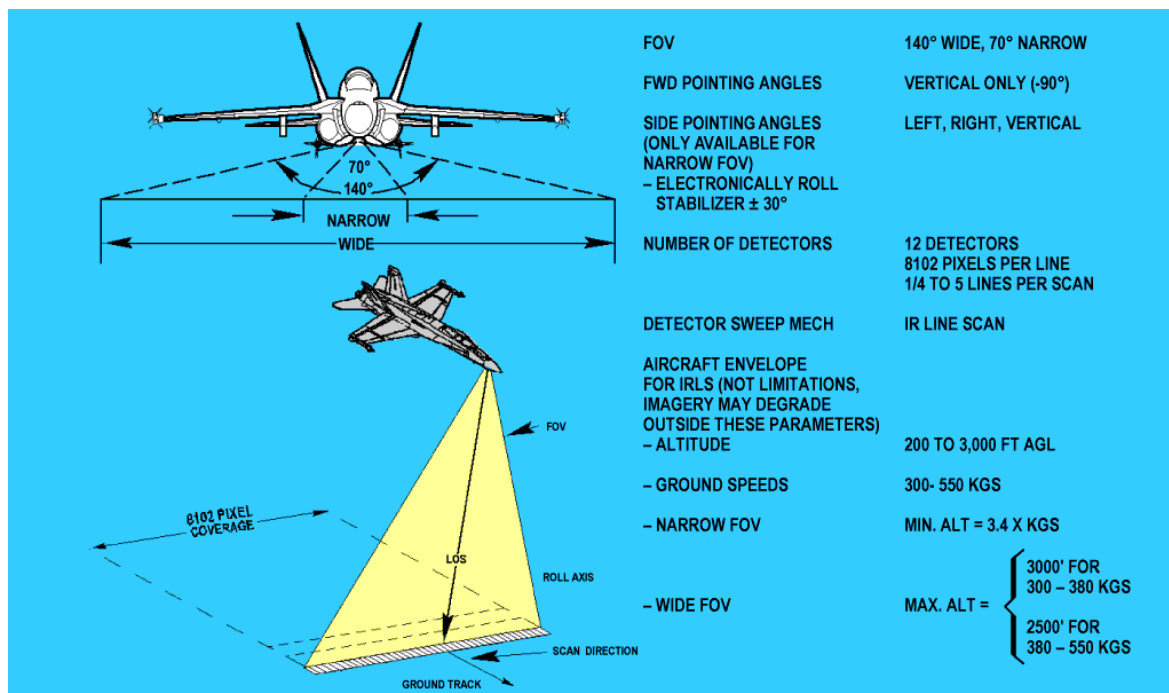 70°
140°
NARROW
WIDE
FOV
8102 PIXEL
COVERAGE
LOS
ROLL AXIS
SCAN DIRECTION
GROUND TRACK
FOV 140° WIDE, 70° NARROW
FWD POINTING ANGLES VERTICAL ONLY (-90°)
SIDE POINTING ANGLES LEFT, RIGHT, VERTICAL
(ONLY AVAILABLE FOR
NARROW FOV)
– ELECTRONICALLY ROLL
STABILIZER ± 30°
NUMBER OF DETECTORS 12 DETECTORS
8102 PIXELS PER LINE
1/4 TO 5 LINES PER SCAN
DETECTOR SWEEP MECH IR LINE SCAN
AIRCRAFT ENVELOPE
FOR IRLS (NOT LIMITATIONS,
IMAGERY MAY DEGRADE
OUTSIDE THESE PARAMETERS)
– ALTITUDE 200 TO 3,000 FT AGL
– GROUND SPEEDS 300- 550 KGS
– NARROW FOV MIN. ALT = 3.4 X KGS
– WIDE FOV MAX. ALT =
3000' FOR
300 – 380 KGS
2500' FOR
380 – 550 KGS